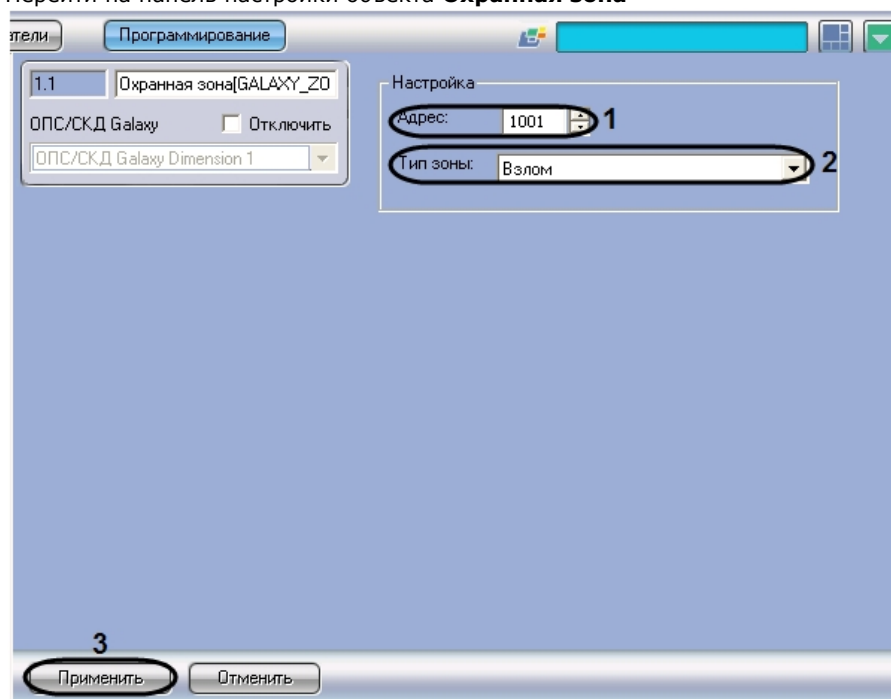 Перейти на панель настройки объекта Охранная зона
Программирование
1.1 Охранная зона[GALAXY_ZO
ОПС/СКД Galaxy Отключить
ОПС/СКД Galaxy Dimension 1
Настройка
Адрес: 1001 1
Тип зоны: Взлом 2
3
Применить Отменить